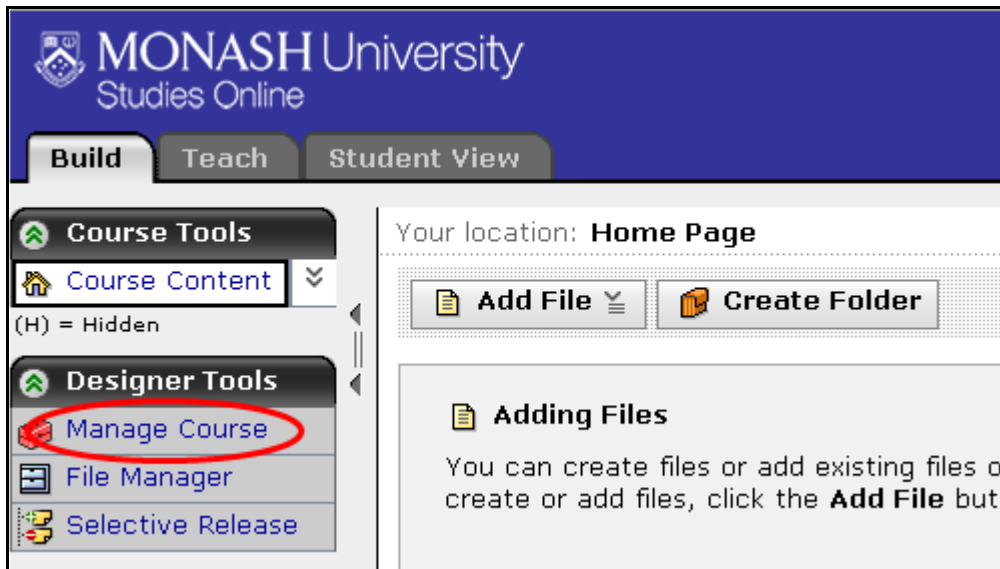 MONASH University
Studies Online
Build Teach Student View
Course Tools
Course Content
(H) = Hidden
Designer Tools
Manage Course
File Manager
Selective Release
Your location: Home Page
Add File Create Folder
Adding Files
You can create files or add existing files
create or add files, click the Add File but